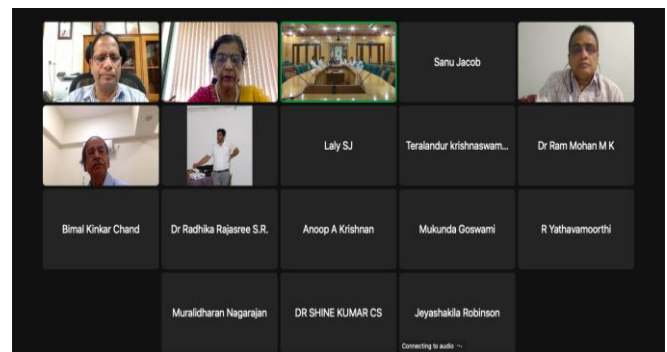 Sanu Jacob
Laly SJ
Teralandur krishnaswam...
Dr Ram Mohan M K
Bimal Kinkar Chand
Dr Radhika Rajasree S.R.
Anoop A Krishnan
Mukunda Goswami
R Yathavamoorthi
Muralidharan Nagarajan
DR SHINE KUMAR CS
Jeyashakila Robinson
Connecting to audio ···